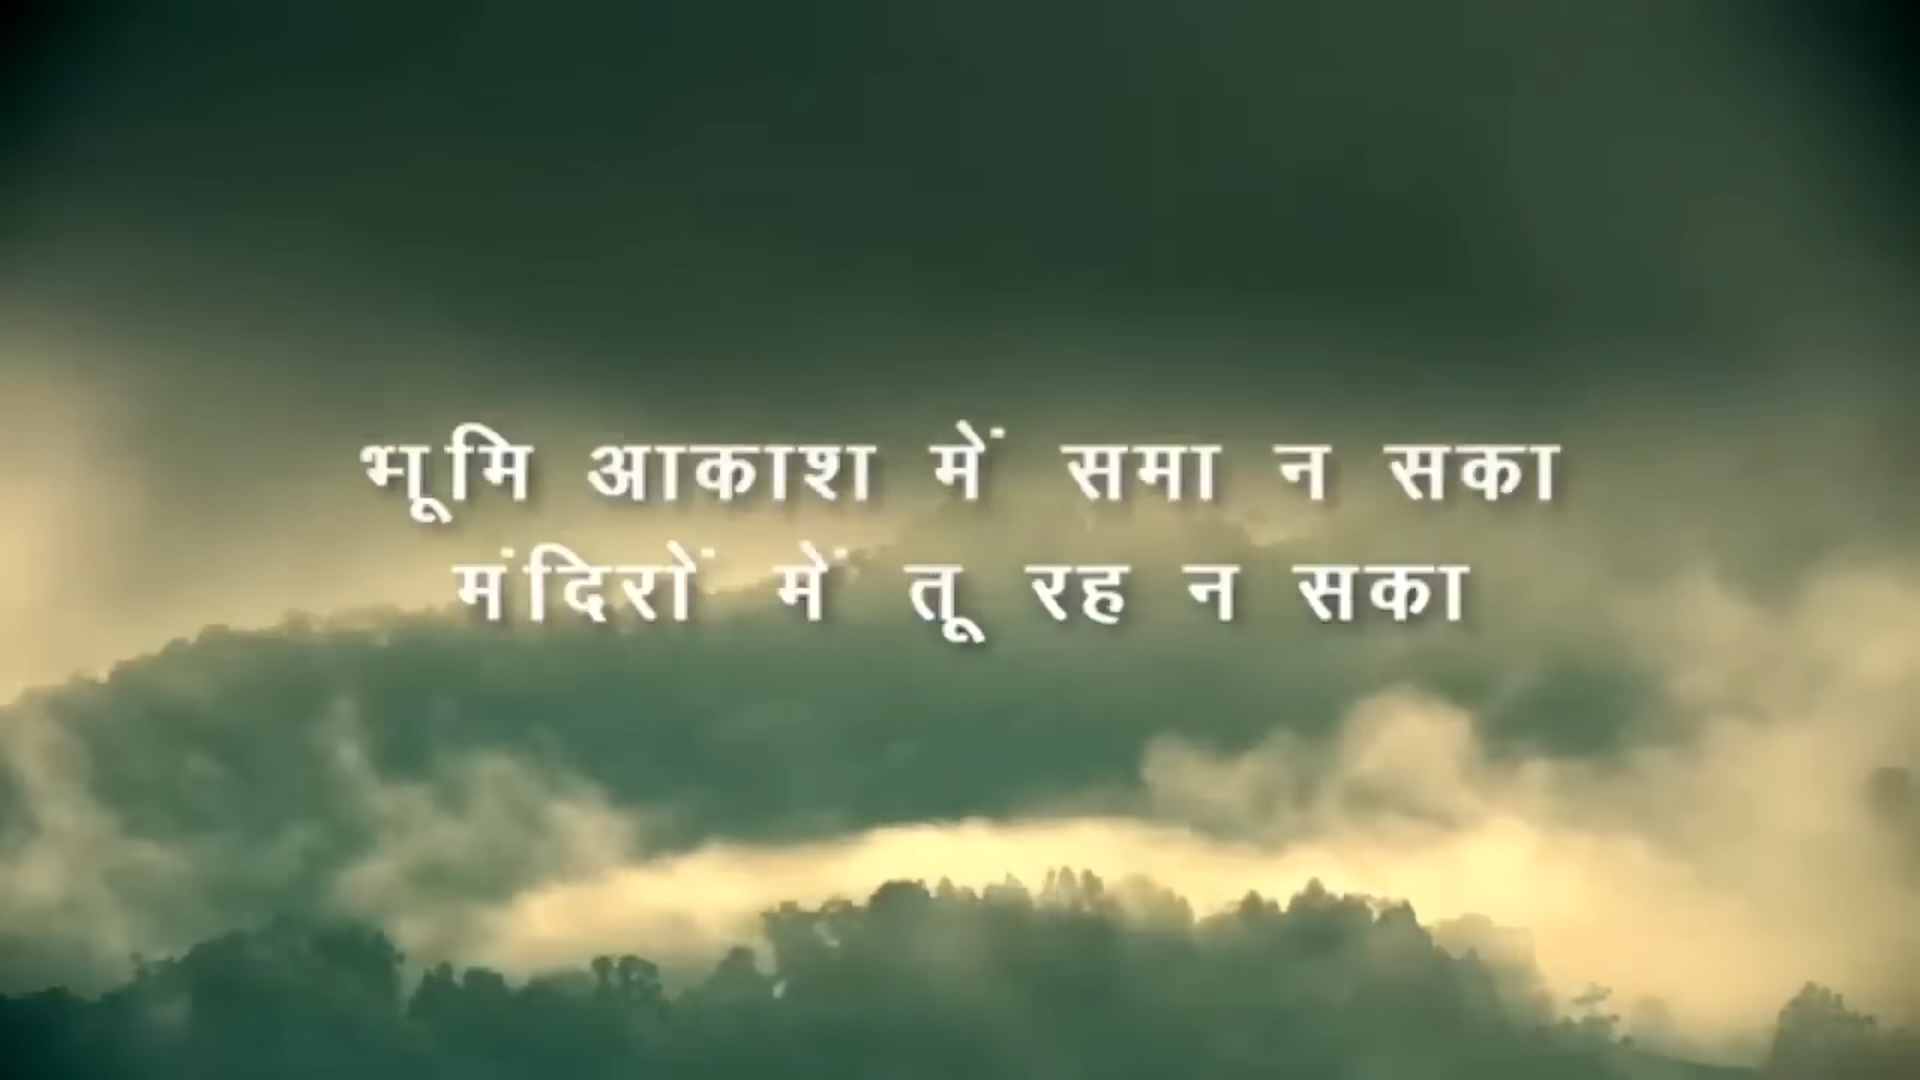 भूमि आकाश में समा न सका
मंदिरों में तू रह न सका